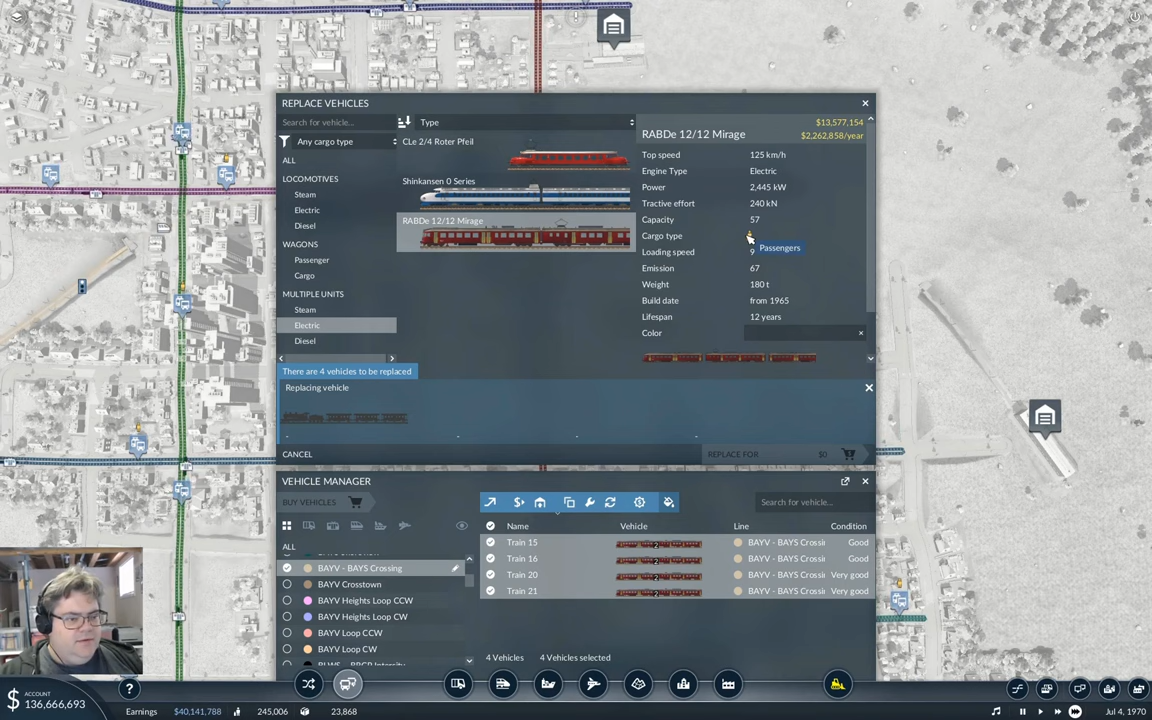 REPLACE VEHICLES
Search for vehicle...
Type
Any cargo type
ALL
LOCOMOTIVES
Steam
Electric
Diesel
WAGONS
Passenger
Cargo
MULTIPLE UNITS
Steam
Electric
Diesel
CLe 2/4 Roter Pfeil
Shinkansen 0 Series
RABDe 12/12 Mirage
$13,577,154
RABDe 12/12 Mirage
$2,262,858/year
Top speed 125 km/h
Engine Type Electric
Power 2,445 kW
Tractive effort 240 kN
Capacity 57
Cargo type
Passengers
Loading speed 9
Emission 67
Weight 180 t
Build date from 1965
Lifespan 12 years
Color
There are 4 vehicles to be replaced
Replacing vehicle
- - - -
CANCEL
REPLACE FOR $0
VEHICLE MANAGER
BUY VEHICLES
Search for vehicle...
ALL
BAYV - BAYS Crossing
BAYV Crosstown
BAYV Heights Loop CCW
BAYV Heights Loop CW
BAYV Loop CCW
BAYV Loop CW
Name Vehicle Line Condition
Train 15 2 BAYV - BAYS Crossi Good
Train 16 2 BAYV - BAYS Crossi Good
Train 20 2 BAYV - BAYS Crossi Very good
Train 21 2 BAYV - BAYS Crossi Very good
4 Vehicles 4 Vehicles selected
$ ACCOUNT
136,666,693
?
Earnings $40,141,788 245,006 23,868
Jul 4, 1970